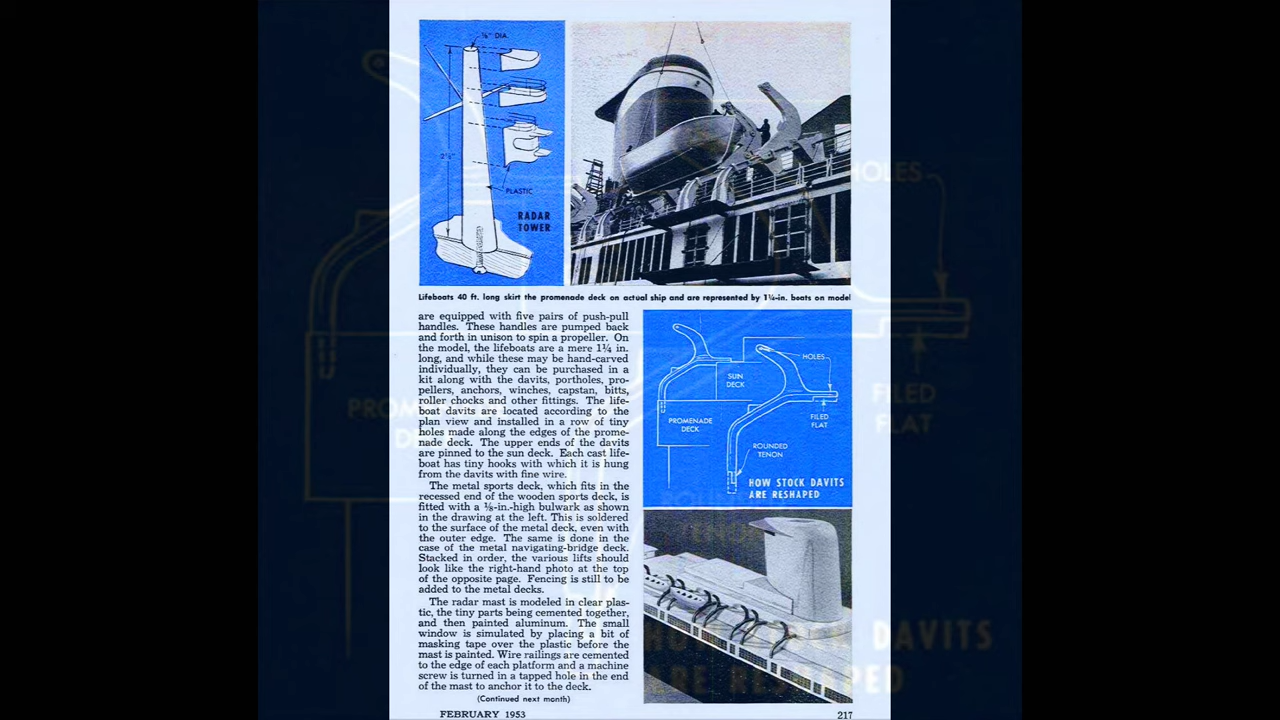 ⅛" DIA.
2⅞"
PLASTIC
RADAR
TOWER
Lifeboats 40 ft. long skirt the promenade deck on actual ship and are represented by 1¼-in. boats on model
are equipped with five pairs of push-pull
handles. These handles are pumped back
and forth in unison to spin a propeller. On
the model, the lifeboats are a mere 1¼ in.
long, and while these may be hand-carved
individually, they can be purchased in a
kit along with the davits, portholes, pro-
pellers, anchors, winches, capstan, bitts,
roller chocks and other fittings. The life-
boat davits are located according to the
plan view and installed in a row of tiny
holes made along the edges of the prome-
nade deck. The upper ends of the davits
are pinned to the sun deck. Each cast life-
boat has tiny hooks with which it is hung
from the davits with fine wire.
The metal sports deck, which fits in the
recessed end of the wooden sports deck, is
fitted with a ⅛-in.-high bulwark as shown
in the drawing at the left. This is soldered
to the surface of the metal deck, even with
the outer edge. The same is done in the
case of the metal navigating-bridge deck.
Stacked in order, the various lifts should
look like the right-hand photo at the top
of the opposite page. Fencing is still to be
added to the metal decks.
The radar mast is modeled in clear plas-
tic, the tiny parts being cemented together,
and then painted aluminum. The small
window is simulated by placing a bit of
masking tape over the plastic before the
mast is painted. Wire railings are cemented
to the edge of each platform and a machine
screw is turned in a tapped hole in the end
of the mast to anchor it to the deck.
(Continued next month)
HOLES
SUN
DECK
PROMENADE
DECK
FILED
FLAT
ROUNDED
TENON
HOW STOCK DAVITS
ARE RESHAPED
FEBRUARY 1953
217
HOLES
FILED
FLAT
DAVITS